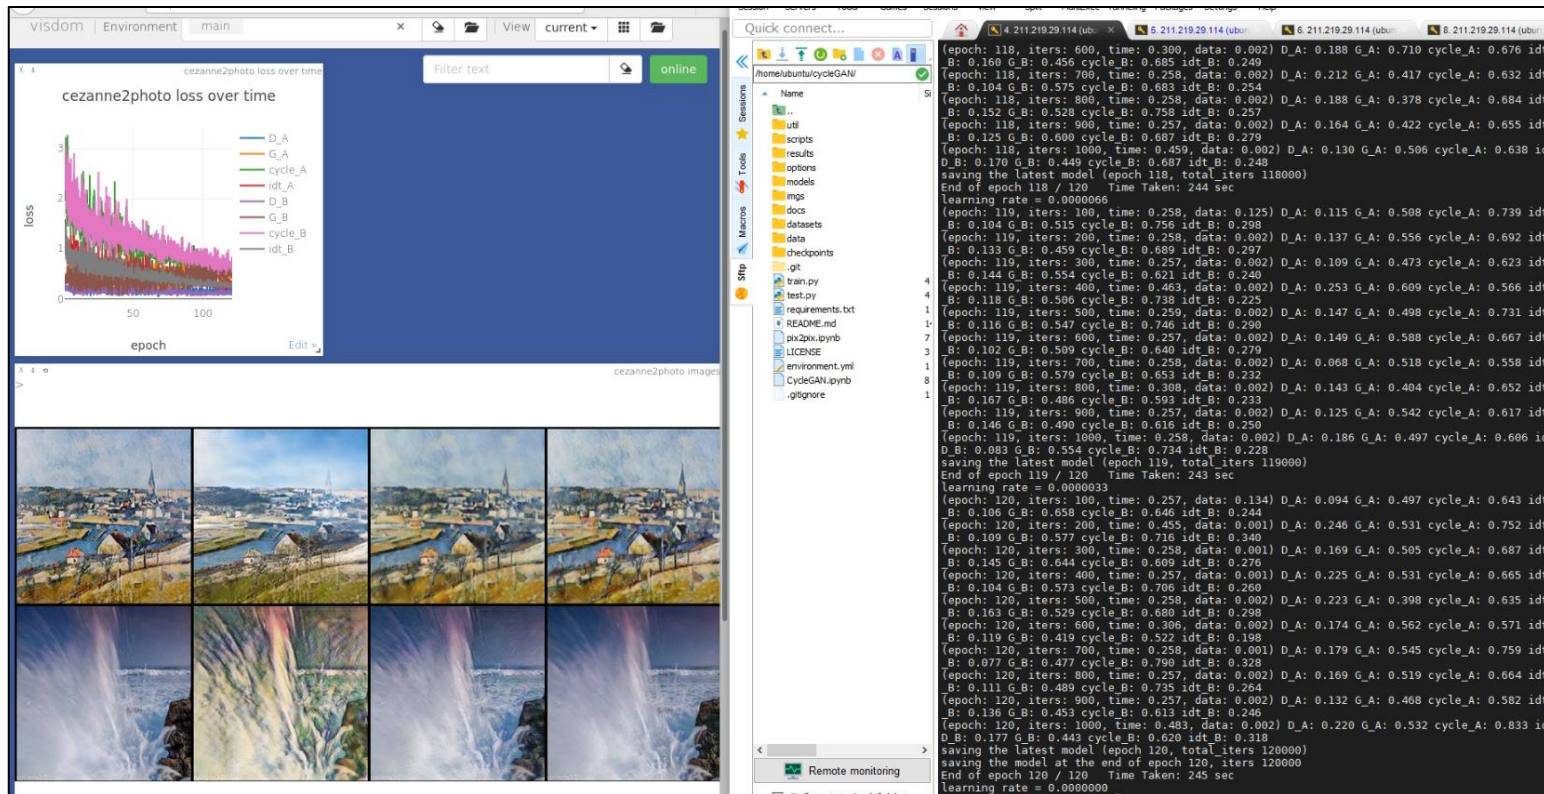 visdom Environment main × View current
Filter text online
X ↓ cezanne2photo loss over time
cezanne2photo loss over time
D_A
G_A
cycle_A
idt_A
D_B
G_B
cycle_B
idt_B
loss
3
2
1
0
50 100
epoch
Edit »
X ↓ ⟲ cezanne2photo images
>
Quick connect...
/home/ubuntu/cycleGAN/
Sessions
Tools
Macros
Sftp
Name
..
util
scripts
results
options
models
imgs
docs
datasets
data
checkpoints
.git
train.py 4
test.py 4
requirements.txt 1
README.md
pix2pix.ipynb 7
LICENSE 3
environment.yml 1
CycleGAN.ipynb 8
.gitignore 1
Remote monitoring
4. 211.219.29.114 (ubu × 5. 211.219.29.114 (ubun 6. 211.219.29.114 (ubun 8. 211.219.29.114 (ubun
(epoch: 118, iters: 600, time: 0.300, data: 0.002) D_A: 0.188 G_A: 0.710 cycle_A: 0.676 idt
_B: 0.160 G_B: 0.456 cycle_B: 0.685 idt_B: 0.249
(epoch: 118, iters: 700, time: 0.258, data: 0.002) D_A: 0.212 G_A: 0.417 cycle_A: 0.632 idt
_B: 0.104 G_B: 0.575 cycle_B: 0.683 idt_B: 0.254
(epoch: 118, iters: 800, time: 0.258, data: 0.002) D_A: 0.188 G_A: 0.378 cycle_A: 0.684 idt
_B: 0.152 G_B: 0.528 cycle_B: 0.758 idt_B: 0.257
(epoch: 118, iters: 900, time: 0.257, data: 0.002) D_A: 0.164 G_A: 0.422 cycle_A: 0.655 idt
_B: 0.125 G_B: 0.600 cycle_B: 0.687 idt_B: 0.279
(epoch: 118, iters: 1000, time: 0.459, data: 0.002) D_A: 0.130 G_A: 0.506 cycle_A: 0.638 id
D_B: 0.170 G_B: 0.449 cycle_B: 0.687 idt_B: 0.248
saving the latest model (epoch 118, total_iters 118000)
End of epoch 118 / 120 Time Taken: 244 sec
learning rate = 0.0000066
(epoch: 119, iters: 100, time: 0.258, data: 0.125) D_A: 0.115 G_A: 0.508 cycle_A: 0.739 idt
_B: 0.104 G_B: 0.515 cycle_B: 0.756 idt_B: 0.298
(epoch: 119, iters: 200, time: 0.258, data: 0.002) D_A: 0.137 G_A: 0.556 cycle_A: 0.692 idt
_B: 0.133 G_B: 0.459 cycle_B: 0.689 idt_B: 0.297
(epoch: 119, iters: 300, time: 0.257, data: 0.002) D_A: 0.109 G_A: 0.473 cycle_A: 0.623 idt
_B: 0.144 G_B: 0.554 cycle_B: 0.621 idt_B: 0.240
(epoch: 119, iters: 400, time: 0.463, data: 0.002) D_A: 0.253 G_A: 0.609 cycle_A: 0.566 idt
_B: 0.118 G_B: 0.506 cycle_B: 0.738 idt_B: 0.225
(epoch: 119, iters: 500, time: 0.259, data: 0.002) D_A: 0.147 G_A: 0.498 cycle_A: 0.731 idt
_B: 0.116 G_B: 0.547 cycle_B: 0.746 idt_B: 0.290
(epoch: 119, iters: 600, time: 0.257, data: 0.002) D_A: 0.149 G_A: 0.588 cycle_A: 0.667 idt
_B: 0.102 G_B: 0.509 cycle_B: 0.640 idt_B: 0.279
(epoch: 119, iters: 700, time: 0.258, data: 0.002) D_A: 0.068 G_A: 0.518 cycle_A: 0.558 idt
_B: 0.109 G_B: 0.579 cycle_B: 0.653 idt_B: 0.232
(epoch: 119, iters: 800, time: 0.308, data: 0.002) D_A: 0.143 G_A: 0.404 cycle_A: 0.652 idt
_B: 0.167 G_B: 0.486 cycle_B: 0.593 idt_B: 0.233
(epoch: 119, iters: 900, time: 0.257, data: 0.002) D_A: 0.125 G_A: 0.542 cycle_A: 0.617 idt
_B: 0.146 G_B: 0.490 cycle_B: 0.616 idt_B: 0.250
(epoch: 119, iters: 1000, time: 0.258, data: 0.002) D_A: 0.186 G_A: 0.497 cycle_A: 0.606 id
D_B: 0.083 G_B: 0.554 cycle_B: 0.734 idt_B: 0.228
saving the latest model (epoch 119, total_iters 119000)
End of epoch 119 / 120 Time Taken: 243 sec
learning rate = 0.0000033
(epoch: 120, iters: 100, time: 0.257, data: 0.134) D_A: 0.094 G_A: 0.497 cycle_A: 0.643 idt
_B: 0.106 G_B: 0.658 cycle_B: 0.646 idt_B: 0.244
(epoch: 120, iters: 200, time: 0.455, data: 0.001) D_A: 0.246 G_A: 0.531 cycle_A: 0.752 idt
_B: 0.109 G_B: 0.577 cycle_B: 0.716 idt_B: 0.340
(epoch: 120, iters: 300, time: 0.258, data: 0.001) D_A: 0.169 G_A: 0.505 cycle_A: 0.687 idt
_B: 0.145 G_B: 0.644 cycle_B: 0.609 idt_B: 0.276
(epoch: 120, iters: 400, time: 0.257, data: 0.001) D_A: 0.225 G_A: 0.531 cycle_A: 0.665 idt
_B: 0.104 G_B: 0.573 cycle_B: 0.706 idt_B: 0.260
(epoch: 120, iters: 500, time: 0.258, data: 0.002) D_A: 0.223 G_A: 0.398 cycle_A: 0.635 idt
_B: 0.163 G_B: 0.529 cycle_B: 0.680 idt_B: 0.298
(epoch: 120, iters: 600, time: 0.306, data: 0.002) D_A: 0.174 G_A: 0.562 cycle_A: 0.571 idt
_B: 0.119 G_B: 0.419 cycle_B: 0.522 idt_B: 0.198
(epoch: 120, iters: 700, time: 0.258, data: 0.001) D_A: 0.179 G_A: 0.545 cycle_A: 0.759 idt
_B: 0.077 G_B: 0.477 cycle_B: 0.790 idt_B: 0.328
(epoch: 120, iters: 800, time: 0.257, data: 0.002) D_A: 0.169 G_A: 0.519 cycle_A: 0.664 idt
_B: 0.111 G_B: 0.489 cycle_B: 0.735 idt_B: 0.264
(epoch: 120, iters: 900, time: 0.257, data: 0.002) D_A: 0.132 G_A: 0.468 cycle_A: 0.582 idt
_B: 0.136 G_B: 0.453 cycle_B: 0.613 idt_B: 0.246
(epoch: 120, iters: 1000, time: 0.483, data: 0.002) D_A: 0.220 G_A: 0.532 cycle_A: 0.833 id
D_B: 0.177 G_B: 0.443 cycle_B: 0.620 idt_B: 0.318
saving the latest model (epoch 120, total_iters 120000)
saving the model at the end of epoch 120, iters 120000
End of epoch 120 / 120 Time Taken: 245 sec
learning rate = 0.0000000